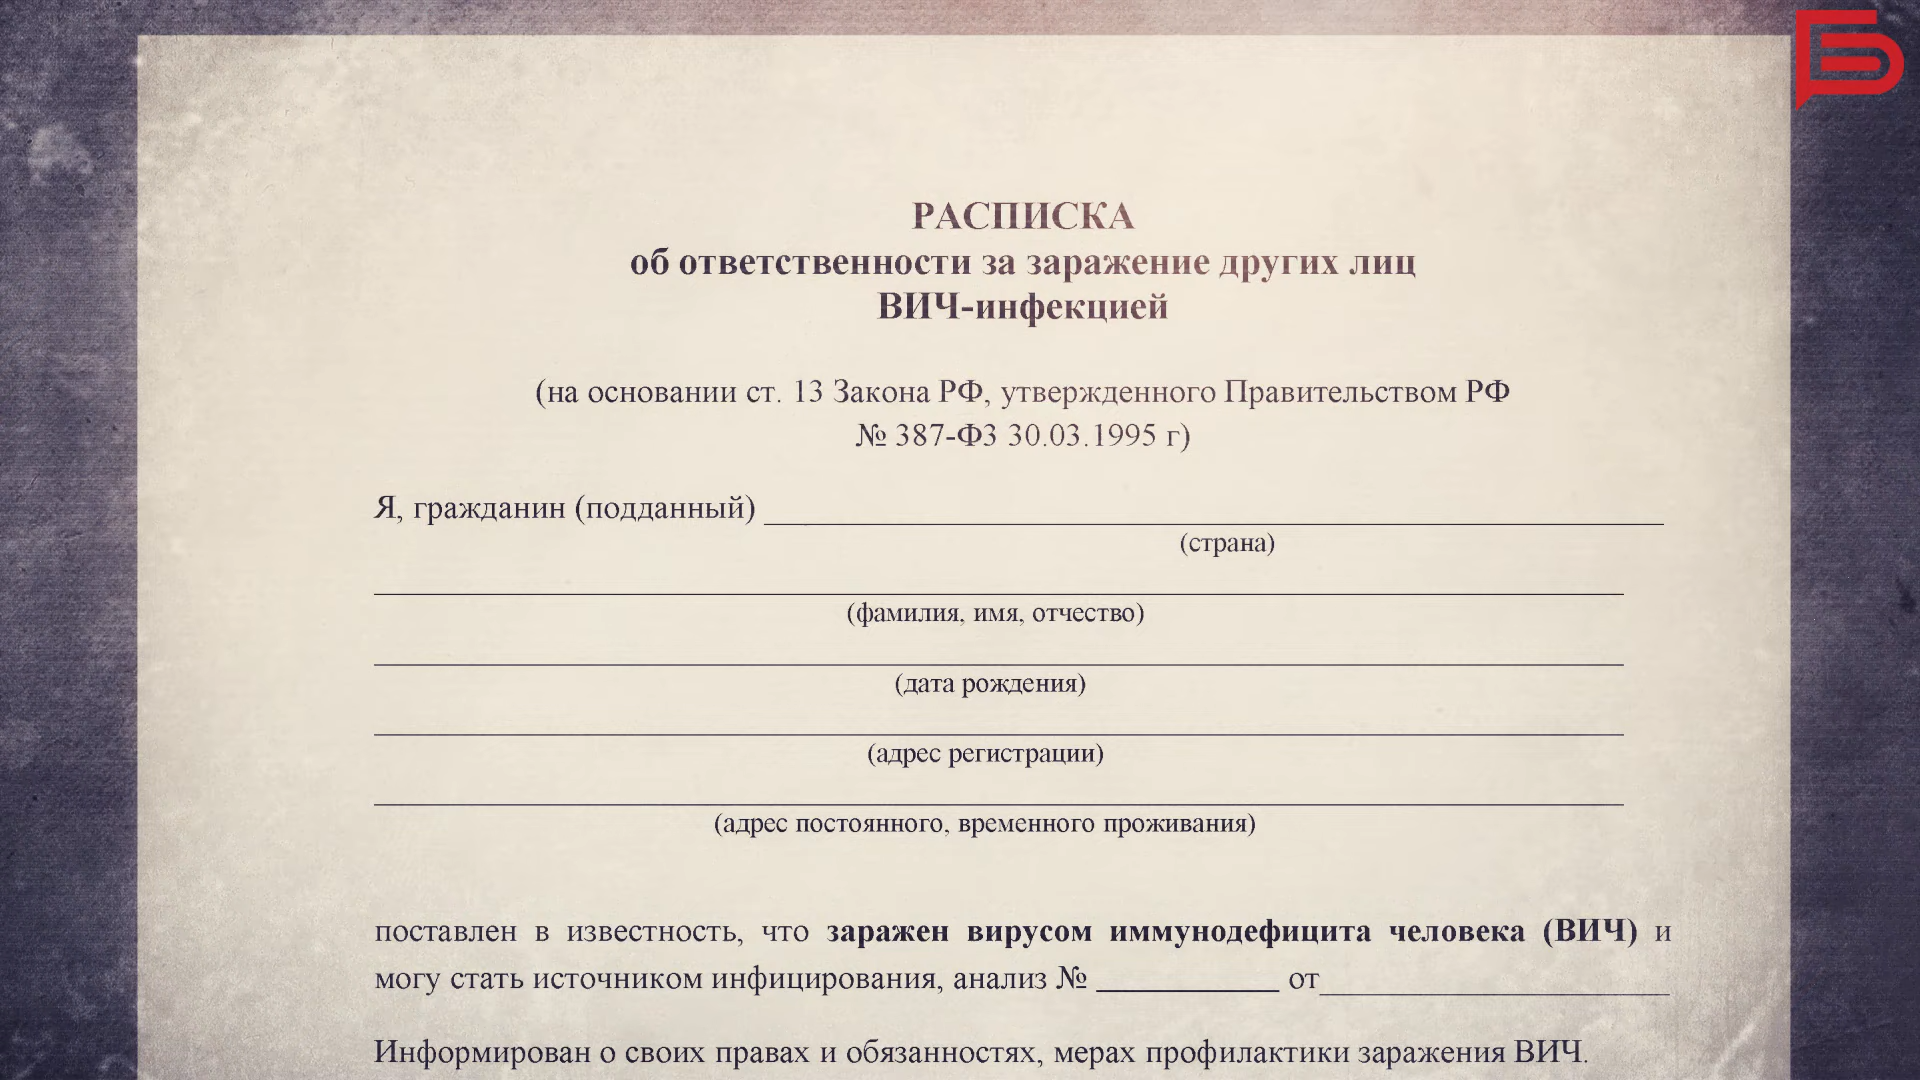 РАСПИСКА
об ответственности за заражение других лиц
ВИЧ-инфекцией
(на основании ст. 13 Закона РФ, утвержденного Правительством РФ
№ 387-ФЗ 30.03.1995 г)
Я, гражданин (подданный)
(страна)
(фамилия, имя, отчество)
(дата рождения)
(адрес регистрации)
(адрес постоянного, временного проживания)
поставлен в известность, что заражен вирусом иммунодефицита человека (ВИЧ) и
могу стать источником инфицирования, анализ № ____________ от____________
Информирован о своих правах и обязанностях, мерах профилактики заражения ВИЧ.